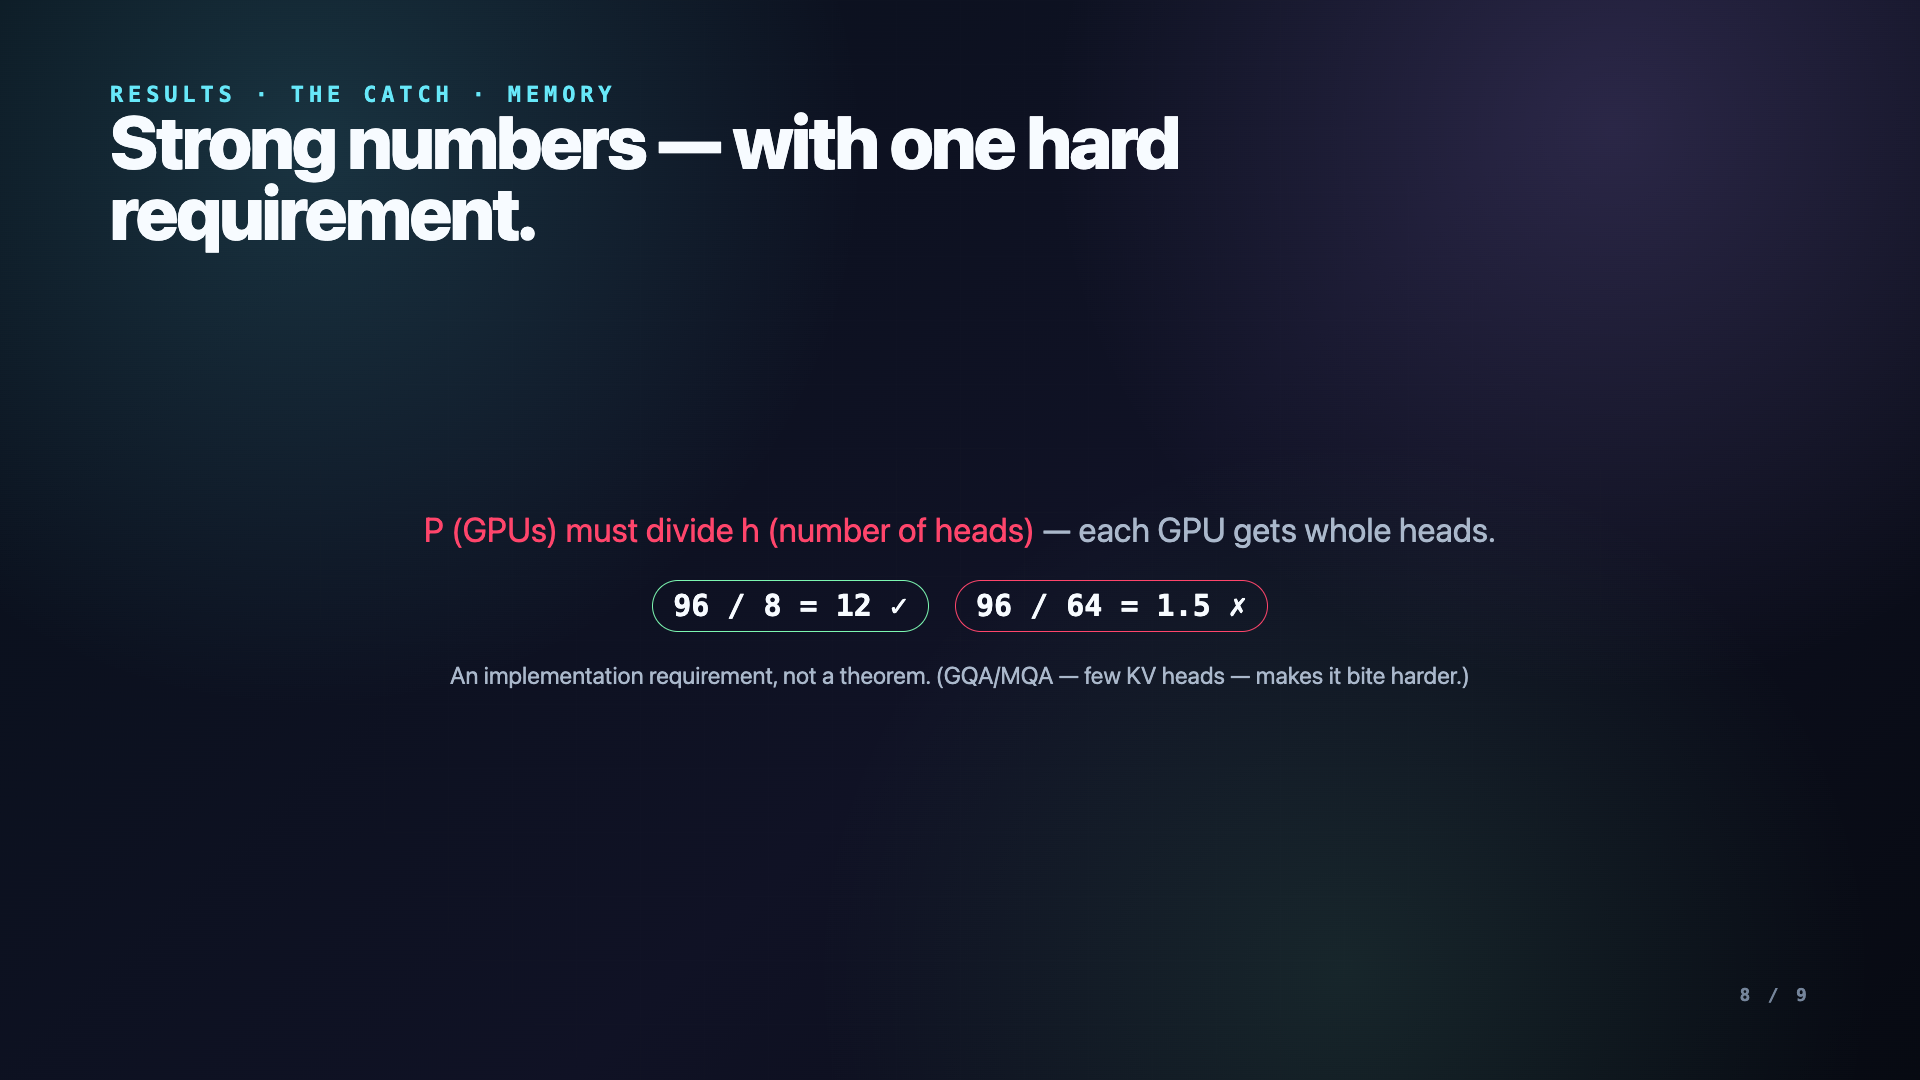 RESULTS · THE CATCH · MEMORY
Strong numbers — with one hard
requirement.
P (GPUs) must divide h (number of heads) — each GPU gets whole heads.
96 / 8 = 12 ✓
96 / 64 = 1.5 ✗
An implementation requirement, not a theorem. (GQA/MQA — few KV heads — makes it bite harder.)
8 / 9